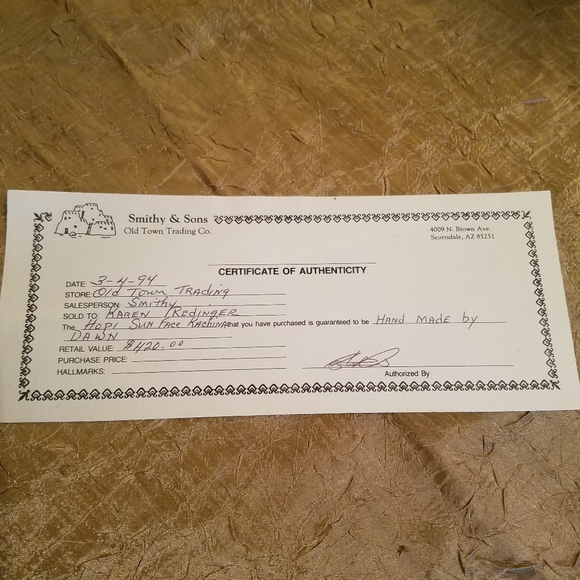 Smithy & Sons
Old Town Trading Co.
4009 N. Brown Ave.
Scottsdale, AZ 85251
CERTIFICATE OF AUTHENTICITY
DATE: 3-4-94
STORE: Old Town TRADING
SALESPERSON: Smithy
SOLD TO: KAREN IREDINGER
The HOPI SUN FACE KACHINA that you have purchased is guaranteed to be HAND MADE by
DAWN
RETAIL VALUE: $420.00
PURCHASE PRICE:
HALLMARKS:
Authorized By